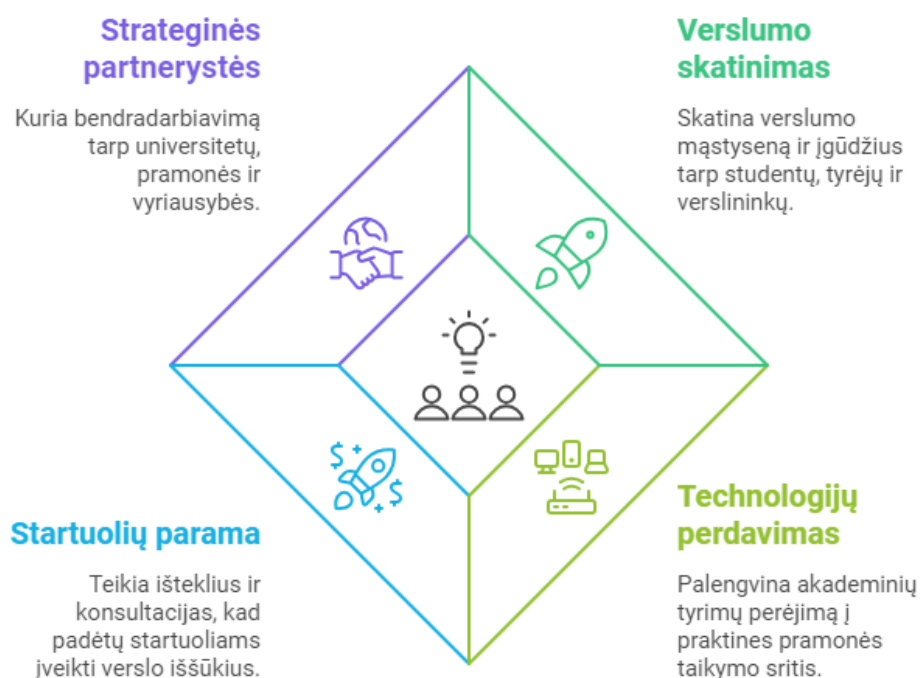 Strateginės
partnerystės
Kuria bendradarbiavimą
tarp universitetų,
pramonės ir
vyriausybės.
Verslumo
skatinimas
Skatina verslumo
mąstyseną ir įgūdžius
tarp studentų, tyrėjų ir
verslininkų.
Startuolių parama
Teikia išteklius ir
konsultacijas, kad
padėtų startuoliams
įveikti verslo iššūkius.
Technologijų
perdavimas
Palengvina akademinių
tyrimų perėjimą į
praktines pramonės
taikymo sritis.